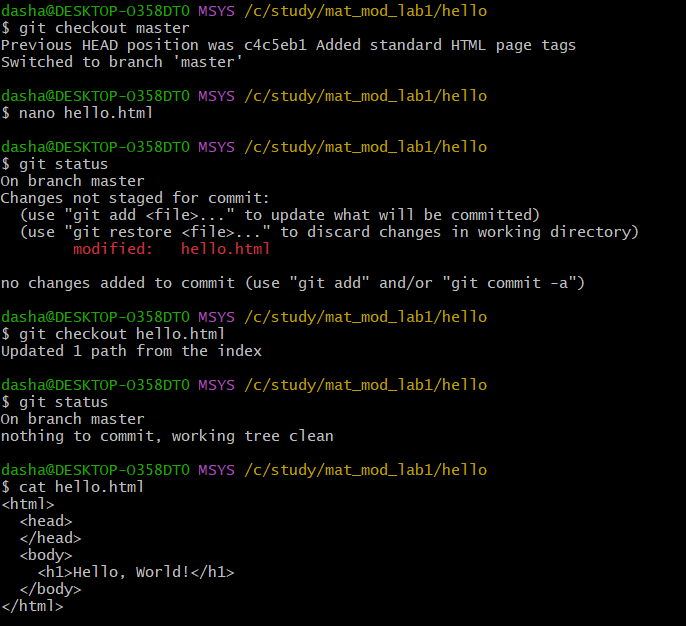 dasha@DESKTOP-O358DTO MSYS /c/study/mat_mod_lab1/hello
$ git checkout master
Previous HEAD position was c4c5eb1 Added standard HTML page tags
Switched to branch 'master'

dasha@DESKTOP-O358DTO MSYS /c/study/mat_mod_lab1/hello
$ nano hello.html

dasha@DESKTOP-O358DTO MSYS /c/study/mat_mod_lab1/hello
$ git status
On branch master
Changes not staged for commit:
  (use "git add <file>..." to update what will be committed)
  (use "git restore <file>..." to discard changes in working directory)
        modified:   hello.html

no changes added to commit (use "git add" and/or "git commit -a")

dasha@DESKTOP-O358DTO MSYS /c/study/mat_mod_lab1/hello
$ git checkout hello.html
Updated 1 path from the index

dasha@DESKTOP-O358DTO MSYS /c/study/mat_mod_lab1/hello
$ git status
On branch master
nothing to commit, working tree clean

dasha@DESKTOP-O358DTO MSYS /c/study/mat_mod_lab1/hello
$ cat hello.html
<html>
  <head>
  </head>
  <body>
    <h1>Hello, World!</h1>
  </body>
</html>